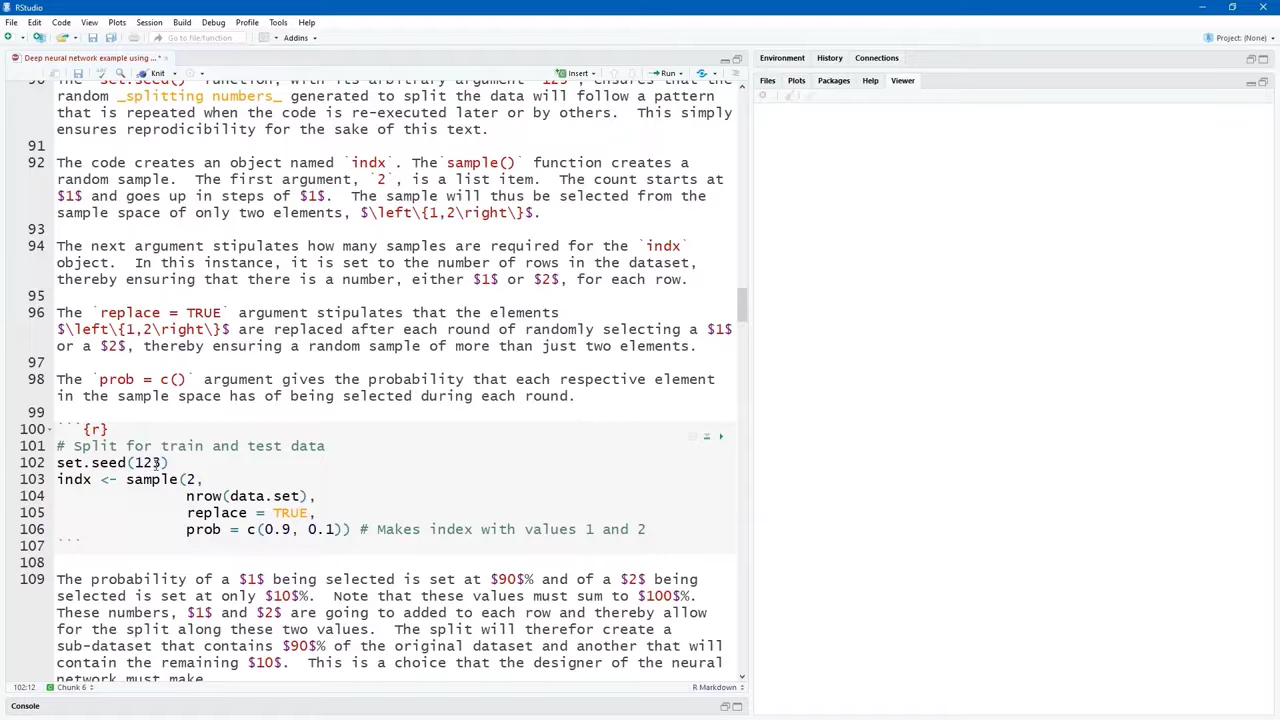 RStudio
File Edit Code View Plots Session Build Debug Profile Tools Help
Go to file/function
Addins
Project: (None)
Deep neural network example using ...*
Environment History Connections
Knit
Insert
Run
Files Plots Packages Help Viewer
random _splitting numbers_ generated to split the data will follow a pattern
that is repeated when the code is re-executed later or by others.  This simply
ensures reprodicibility for the sake of this text.
91
92 The code creates an object named `indx`. The`sample()` function creates a
random sample.  The first argument, `2`, is a list item.  The count starts at
$1$ and goes up in steps of $1$.  The sample will thus be selected from the
sample space of only two elements, $\left\{1,2\right\}$.
93
94 The next argument stipulates how many samples are required for the `indx`
object.  In this instance, it is set to the number of rows in the dataset,
thereby ensuring that there is a number, either $1$ or $2$, for each row.
95
96 The `replace = TRUE` argument stipulates that the elements
$\left\{1,2\right\}$ are replaced after each round of randomly selecting a $1$
or a $2$, thereby ensuring a random sample of more than just two elements.
97
98 The `prob = c()` argument gives the probability that each respective element
in the sample space has of being selected during each round.
99
100 ```{r}
101 # Split for train and test data
102 set.seed(123)
103 indx <- sample(2,
104 nrow(data.set),
105 replace = TRUE,
106 prob = c(0.9, 0.1)) # Makes index with values 1 and 2
107 ```
108
109 The probability of a $1$ being selected is set at $90$% and of a $2$ being
selected is set at only $10$%.  Note that these values must sum to $100$%.
These numbers, $1$ and $2$ are going to added to each row and thereby allow
for the split along these two values.  The split will therefor create a
sub-dataset that contains $90$% of the original dataset and another that will
contain the remaining $10$.  This is a choice that the designer of the neural
network must make.
102:12 Chunk 6 R Markdown
Console